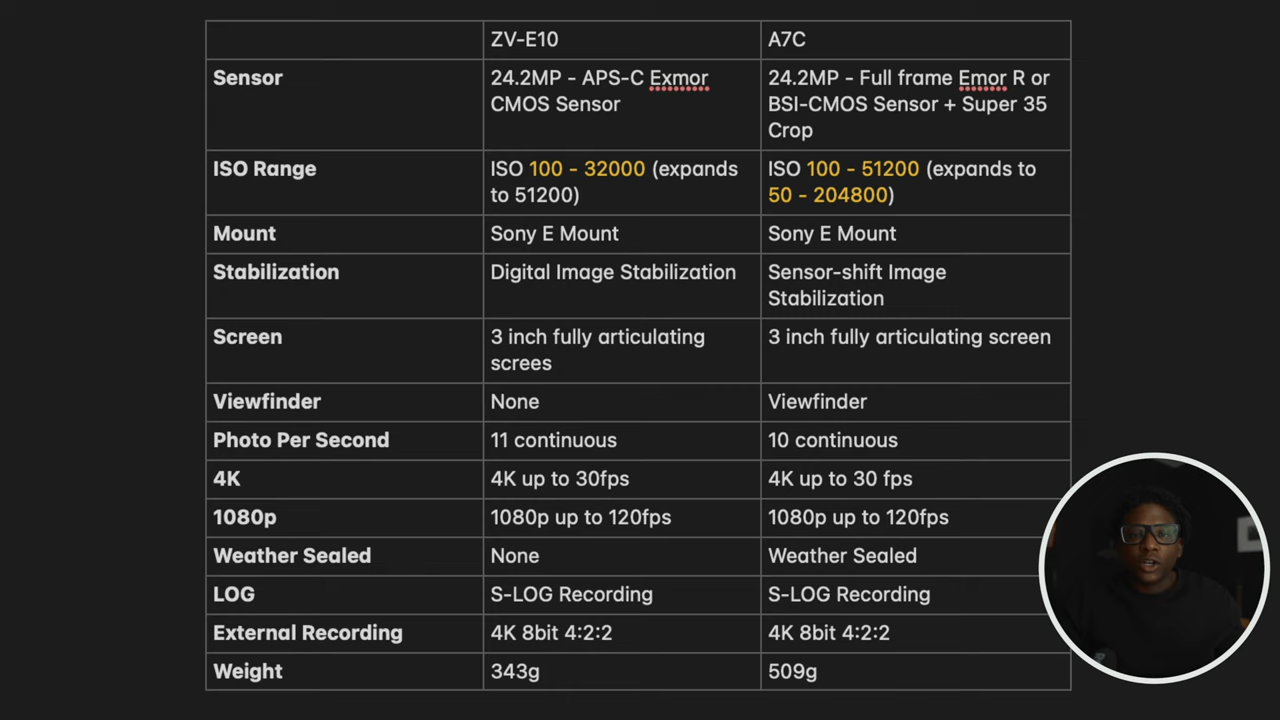 ZV-E10
A7C
Sensor
24.2MP - APS-C Exmor
CMOS Sensor
24.2MP - Full frame Emor R or
BSI-CMOS Sensor + Super 35
Crop
ISO Range
ISO 100 - 32000 (expands
to 51200)
ISO 100 - 51200 (expands to
50 - 204800)
Mount
Sony E Mount
Sony E Mount
Stabilization
Digital Image Stabilization
Sensor-shift Image
Stabilization
Screen
3 inch fully articulating
screes
3 inch fully articulating screen
Viewfinder
None
Viewfinder
Photo Per Second
11 continuous
10 continuous
4K
4K up to 30fps
4K up to 30 fps
1080p
1080p up to 120fps
1080p up to 120fps
Weather Sealed
None
Weather Sealed
LOG
S-LOG Recording
S-LOG Recording
External Recording
4K 8bit 4:2:2
4K 8bit 4:2:2
Weight
343g
509g